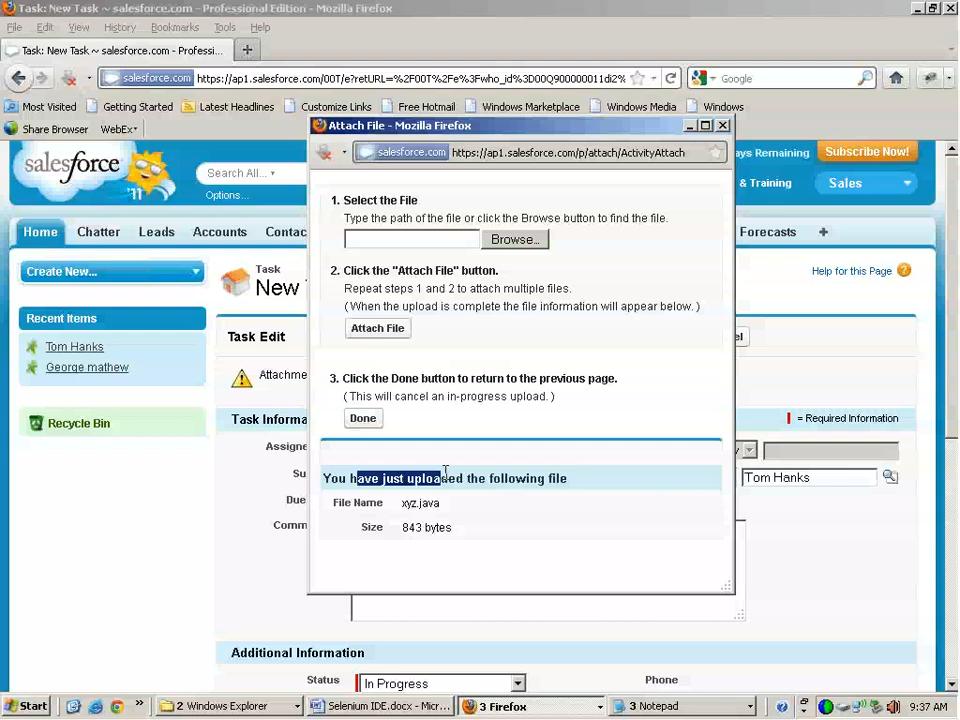 Task: New Task ~ salesforce.com - Professional Edition - Mozilla Firefox
File Edit View History Bookmarks Tools Help
Task: New Task ~ salesforce.com - Professi...
salesforce.com https://ap1.salesforce.com/00T/e?retURL=%2F00T%2Fe%3Fwho_id%3D00Q90000011di2% Google
Most Visited Getting Started Latest Headlines Customize Links Free Hotmail Windows Marketplace Windows Media Windows
Share Browser WebEx
Attach File - Mozilla Firefox
salesforce.com https://ap1.salesforce.com/p/attach/ActivityAttach
salesforce
'11
Search All...
Options...
ays Remaining Subscribe Now!
& Training Sales
Home Chatter Leads Accounts Contac Forecasts +
Create New...
Task
New T
Help for this Page
Recent Items
Tom Hanks
George mathew
Recycle Bin
Task Edit
el
Attachme
Task Informa
= Required Information
Assigne
Su
Tom Hanks
Due
Comm
1. Select the File
Type the path of the file or click the Browse button to find the file.
Browse...
2. Click the "Attach File" button.
Repeat steps 1 and 2 to attach multiple files.
(When the upload is complete the file information will appear below. )
Attach File
3. Click the Done button to return to the previous page.
( This will cancel an in-progress upload. )
Done
You have just uploaded the following file
File Name xyz.java
Size 843 bytes
Additional Information
Status In Progress Phone
Start 2 Windows Explorer Selenium IDE.docx - Micr... 3 Firefox 3 Notepad 9:37 AM